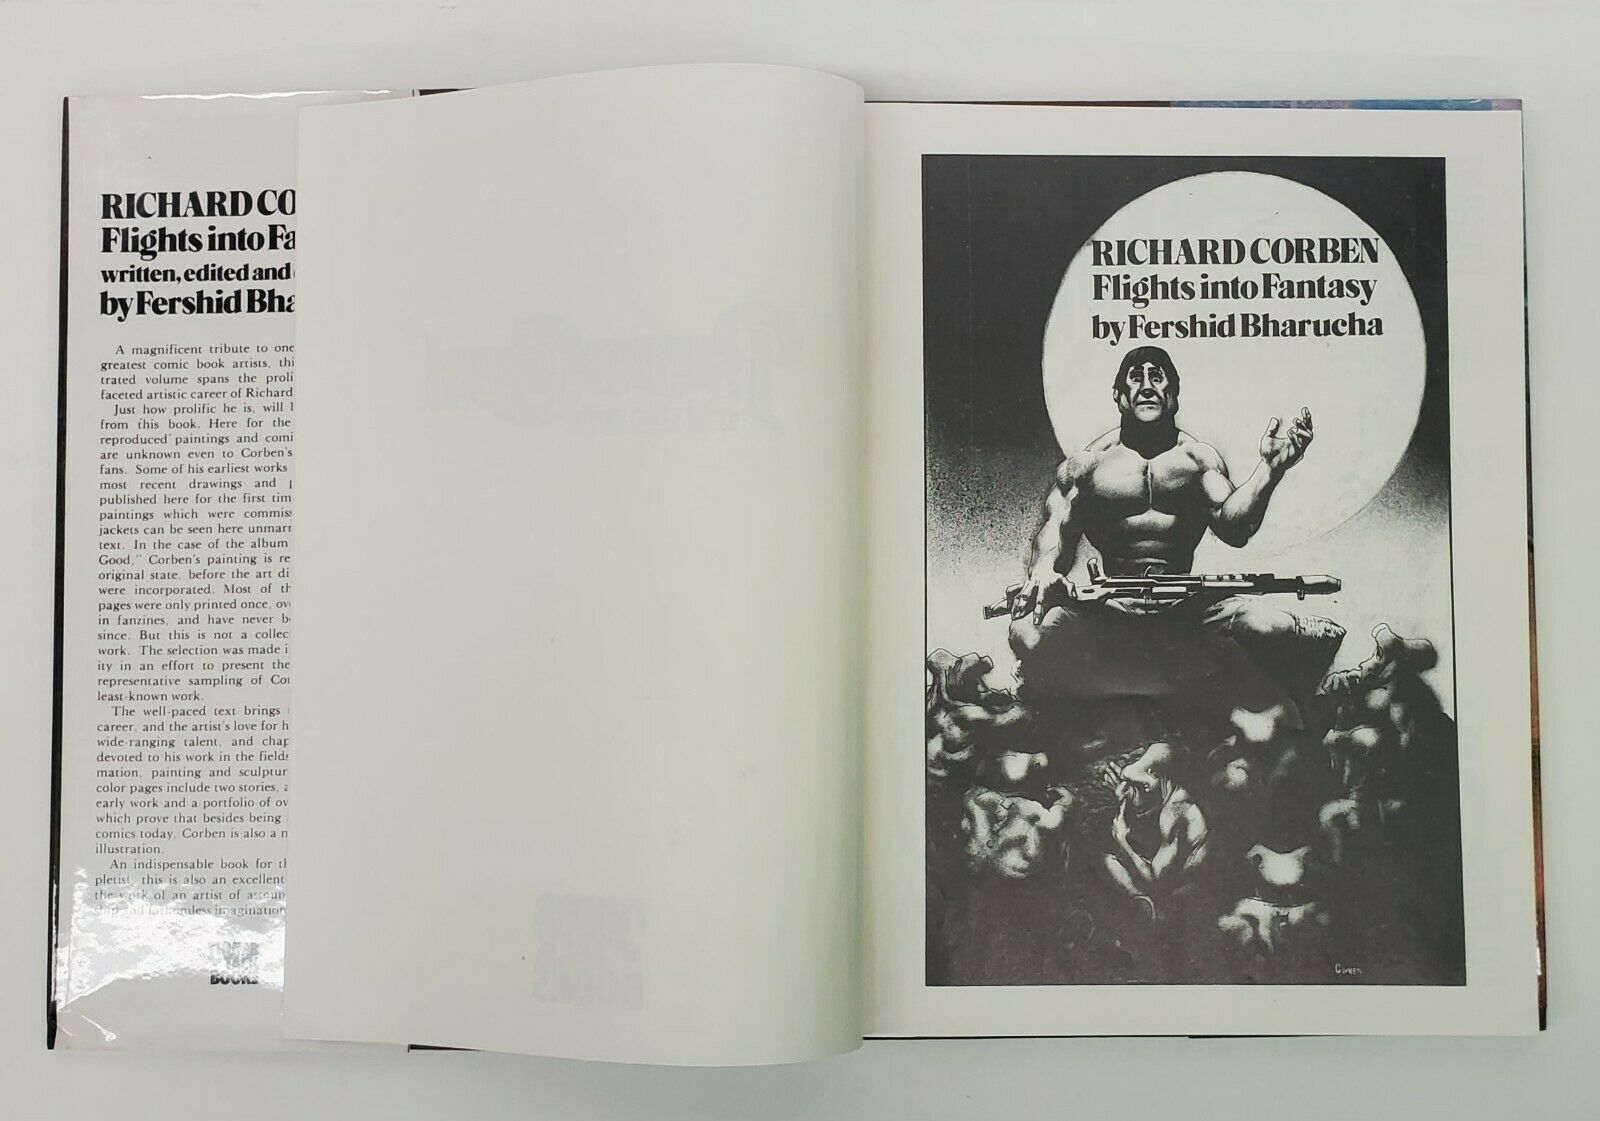 RICHARD CO
Flights into Fa
written, edited and
by Fershid Bha
A magnificent tribute to one
greatest comic book artists, thi
trated volume spans the proli
faceted artistic career of Richard
Just how prolific he is, will
from this book. Here for the
reproduced paintings and comi
are unknown even to Corben's
fans. Some of his earliest works
most recent drawings and
published here for the first tim
paintings which were commis
jackets can be seen here unmarr
text. In the case of the album
Good," Corben's painting is re
original state, before the art di
were incorporated. Most of th
pages were only printed once, ov
in fanzines, and have never b
since. But this is not a collec
work. The selection was made i
ity in an effort to present the
representative sampling of Cor
least-known work.
The well-paced text brings
career, and the artist's love for h
wide-ranging talent, and chap
devoted to his work in the fields
mation, painting and sculptur
color pages include two stories, a
early work and a portfolio of ov
which prove that besides being
comics today, Corben is also a m
illustration.
An indispensable book for th
pletist, this is also an excellent
the work of an artist of astoun
ship and fathomless imagination
BOOKS
RICHARD CORBEN
Flights into Fantasy
by Fershid Bharucha
CORBEN